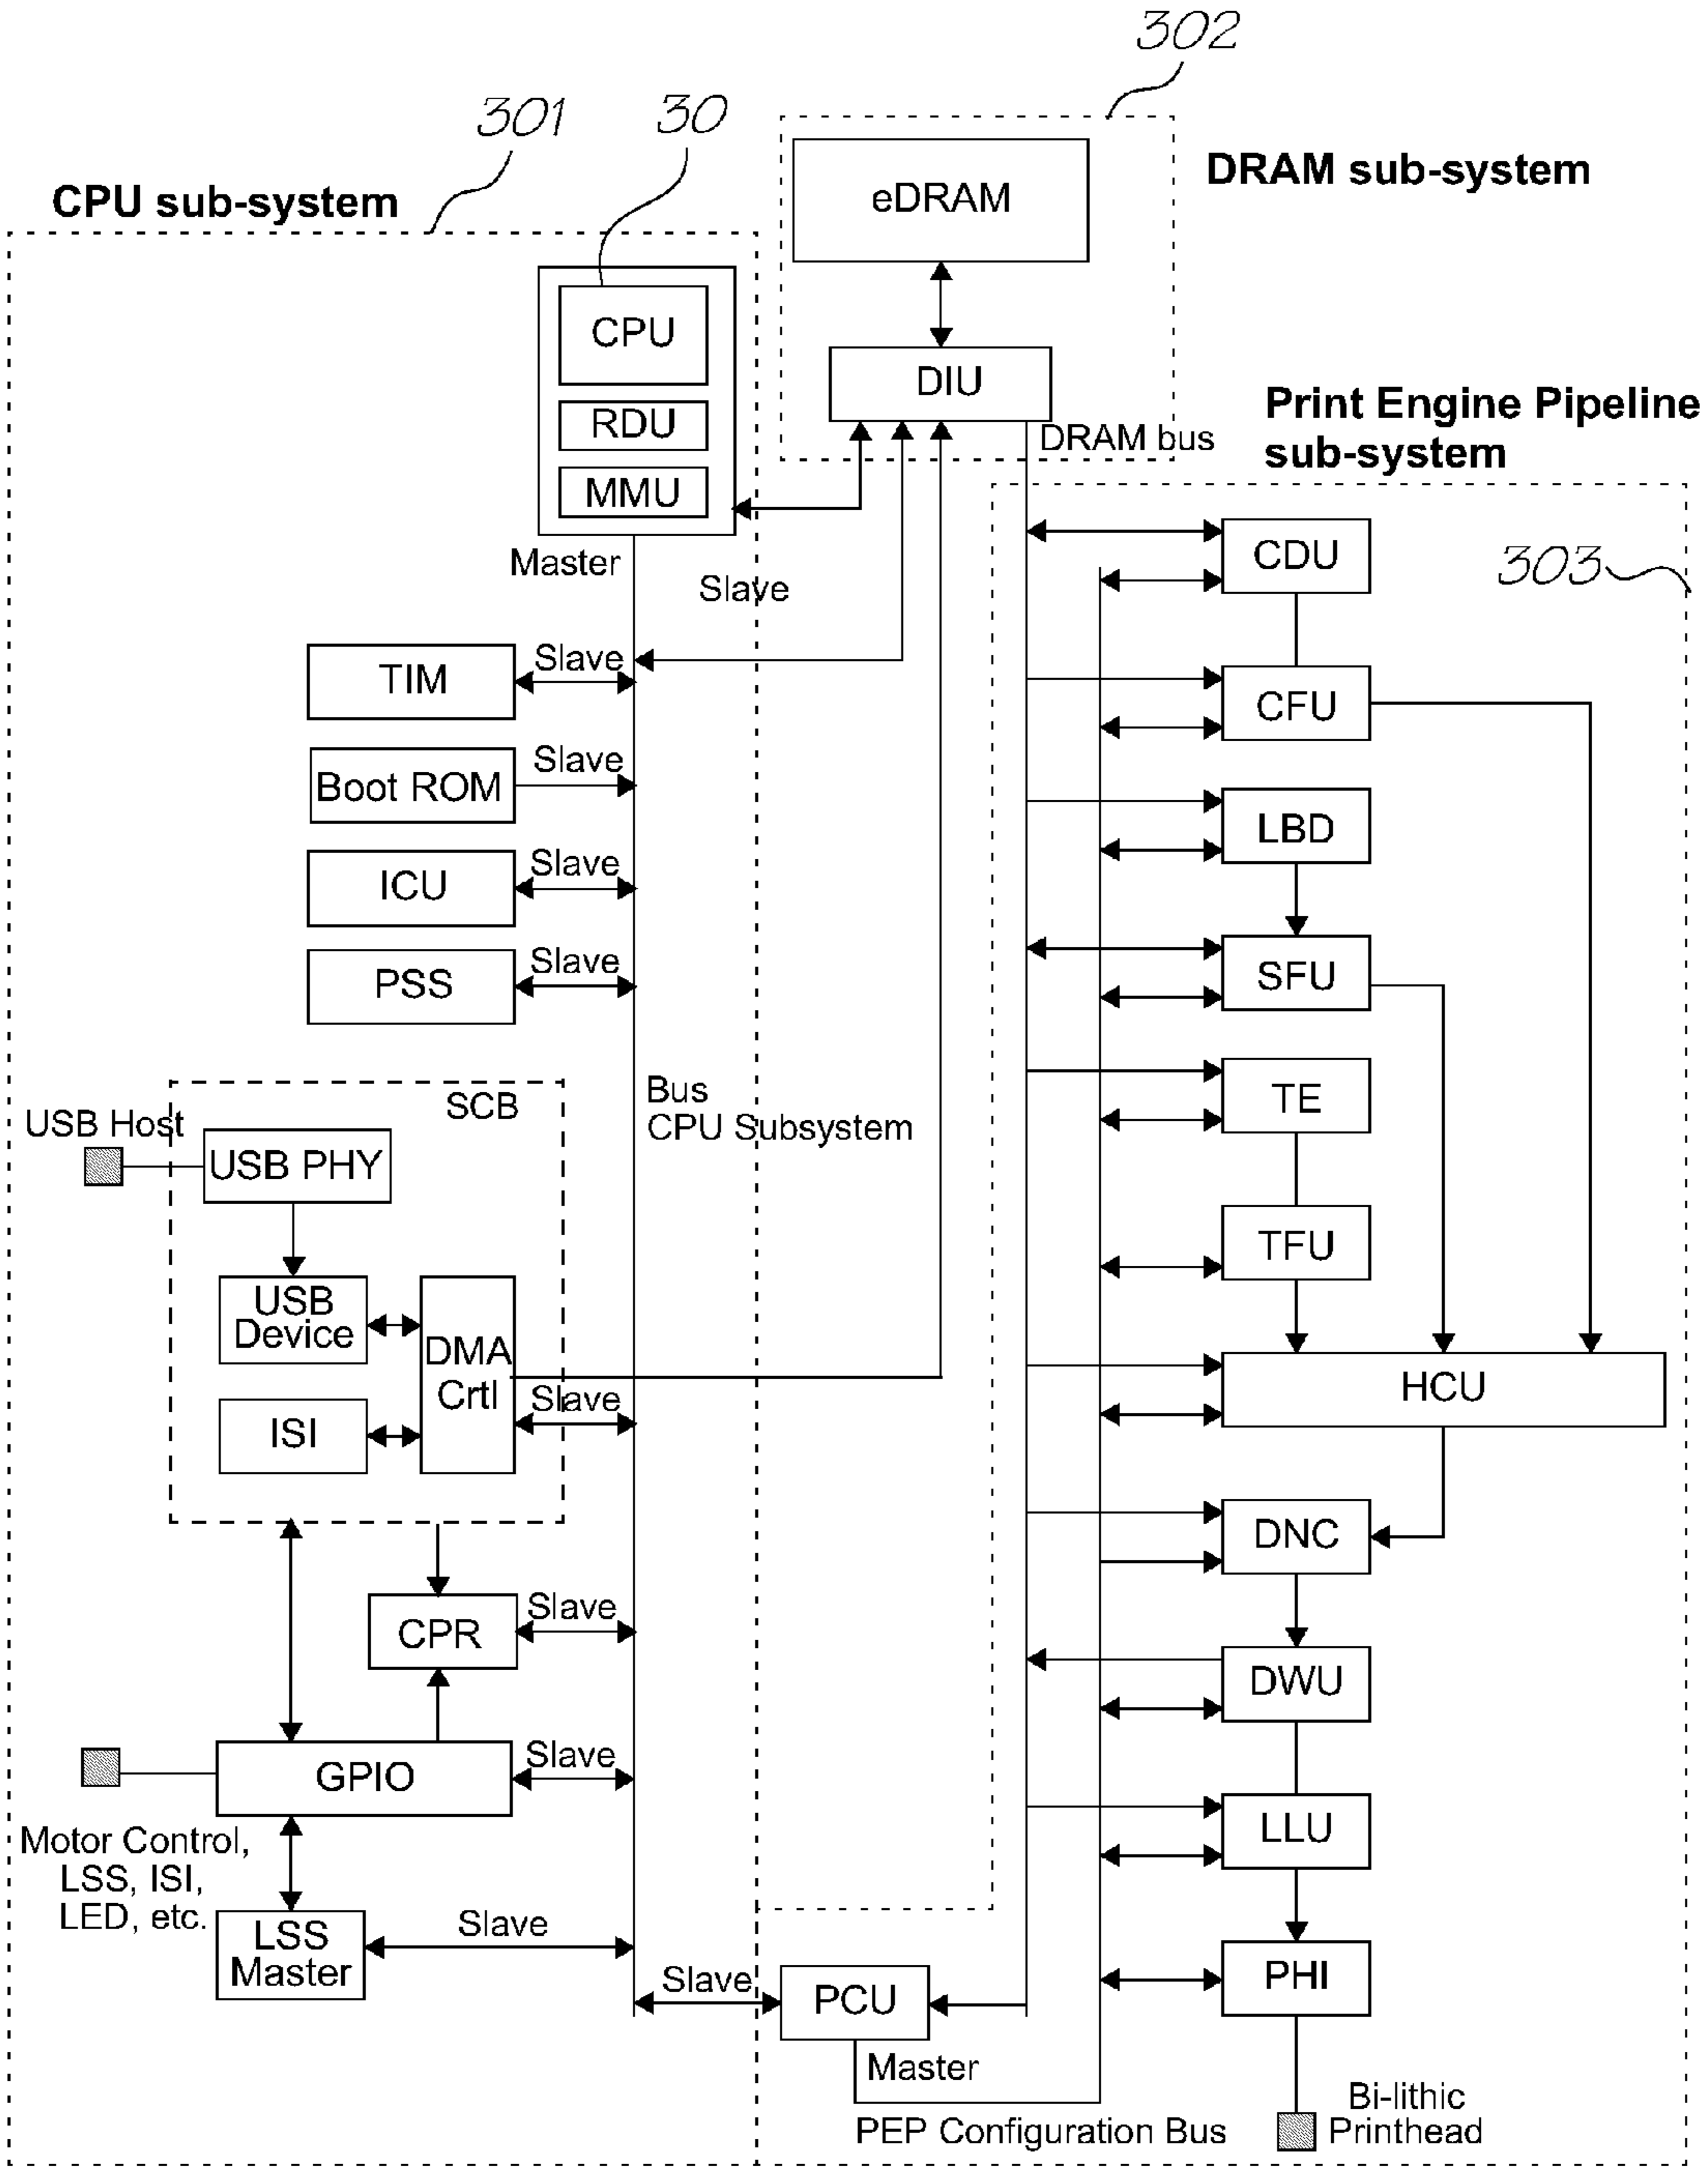 302
301
30
DRAM sub-system
CPU sub-system
eDRAM
CPU
DIU
RDU
Print Engine Pipeline
sub-system
DRAM bus
MMU
Master
Slave
CDU
303
TIM
Slave
CFU
Boot ROM
Slave
LBD
ICU
Slave
PSS
Slave
SFU
Bus
CPU Subsystem
SCB
TE
USB Host
USB PHY
TFU
USB
Device
DMA
Crtl
Slave
HCU
ISI
DNC
CPR
Slave
DWU
GPIO
Slave
LLU
Motor Control,
LSS, ISI,
LED, etc.
LSS
Master
Slave
Slave
PCU
PHI
Master
PEP Configuration Bus
Bi-lithic
Printhead